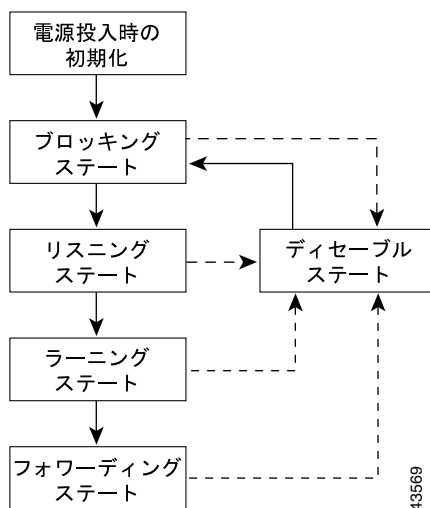 電源投入時の
初期化
ブロッキング
ステート
リスニング
ステート
ディセーブル
ステート
ラーニング
ステート
フォワーディング
ステート
43569